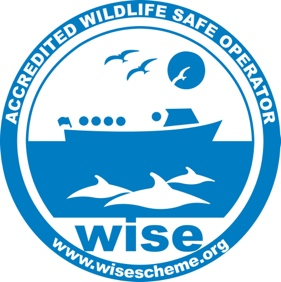 ACCREDITED WILDLIFE SAFE OPERATOR
wise
www.wisescheme.org